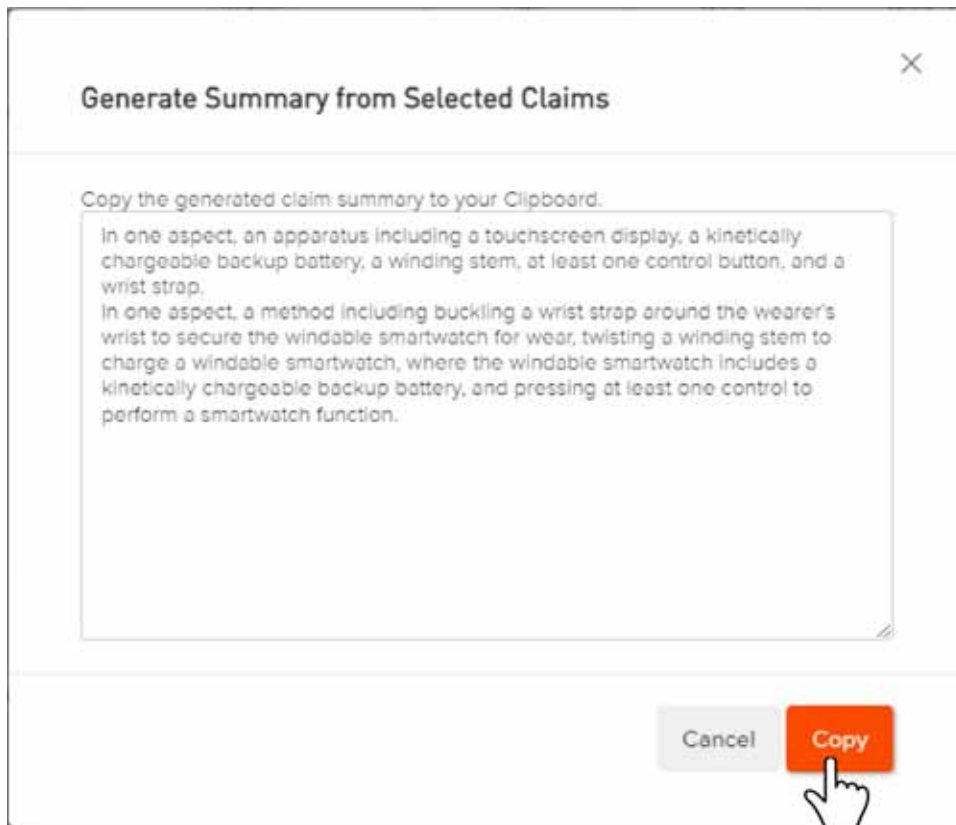 Generate Summary from Selected Claims
Copy the generated claim summary to your Clipboard.
In one aspect, an apparatus including a touchscreen display, a kinetically
chargeable backup battery, a winding stem, at least one control button, and a
wrist strap.
In one aspect, a method including buckling a wrist strap around the wearer's
wrist to secure the windable smartwatch for wear, twisting a winding stem to
charge a windable smartwatch, where the windable smartwatch includes a
kinetically chargeable backup battery, and pressing at least one control to
perform a smartwatch function.
Cancel
Copy